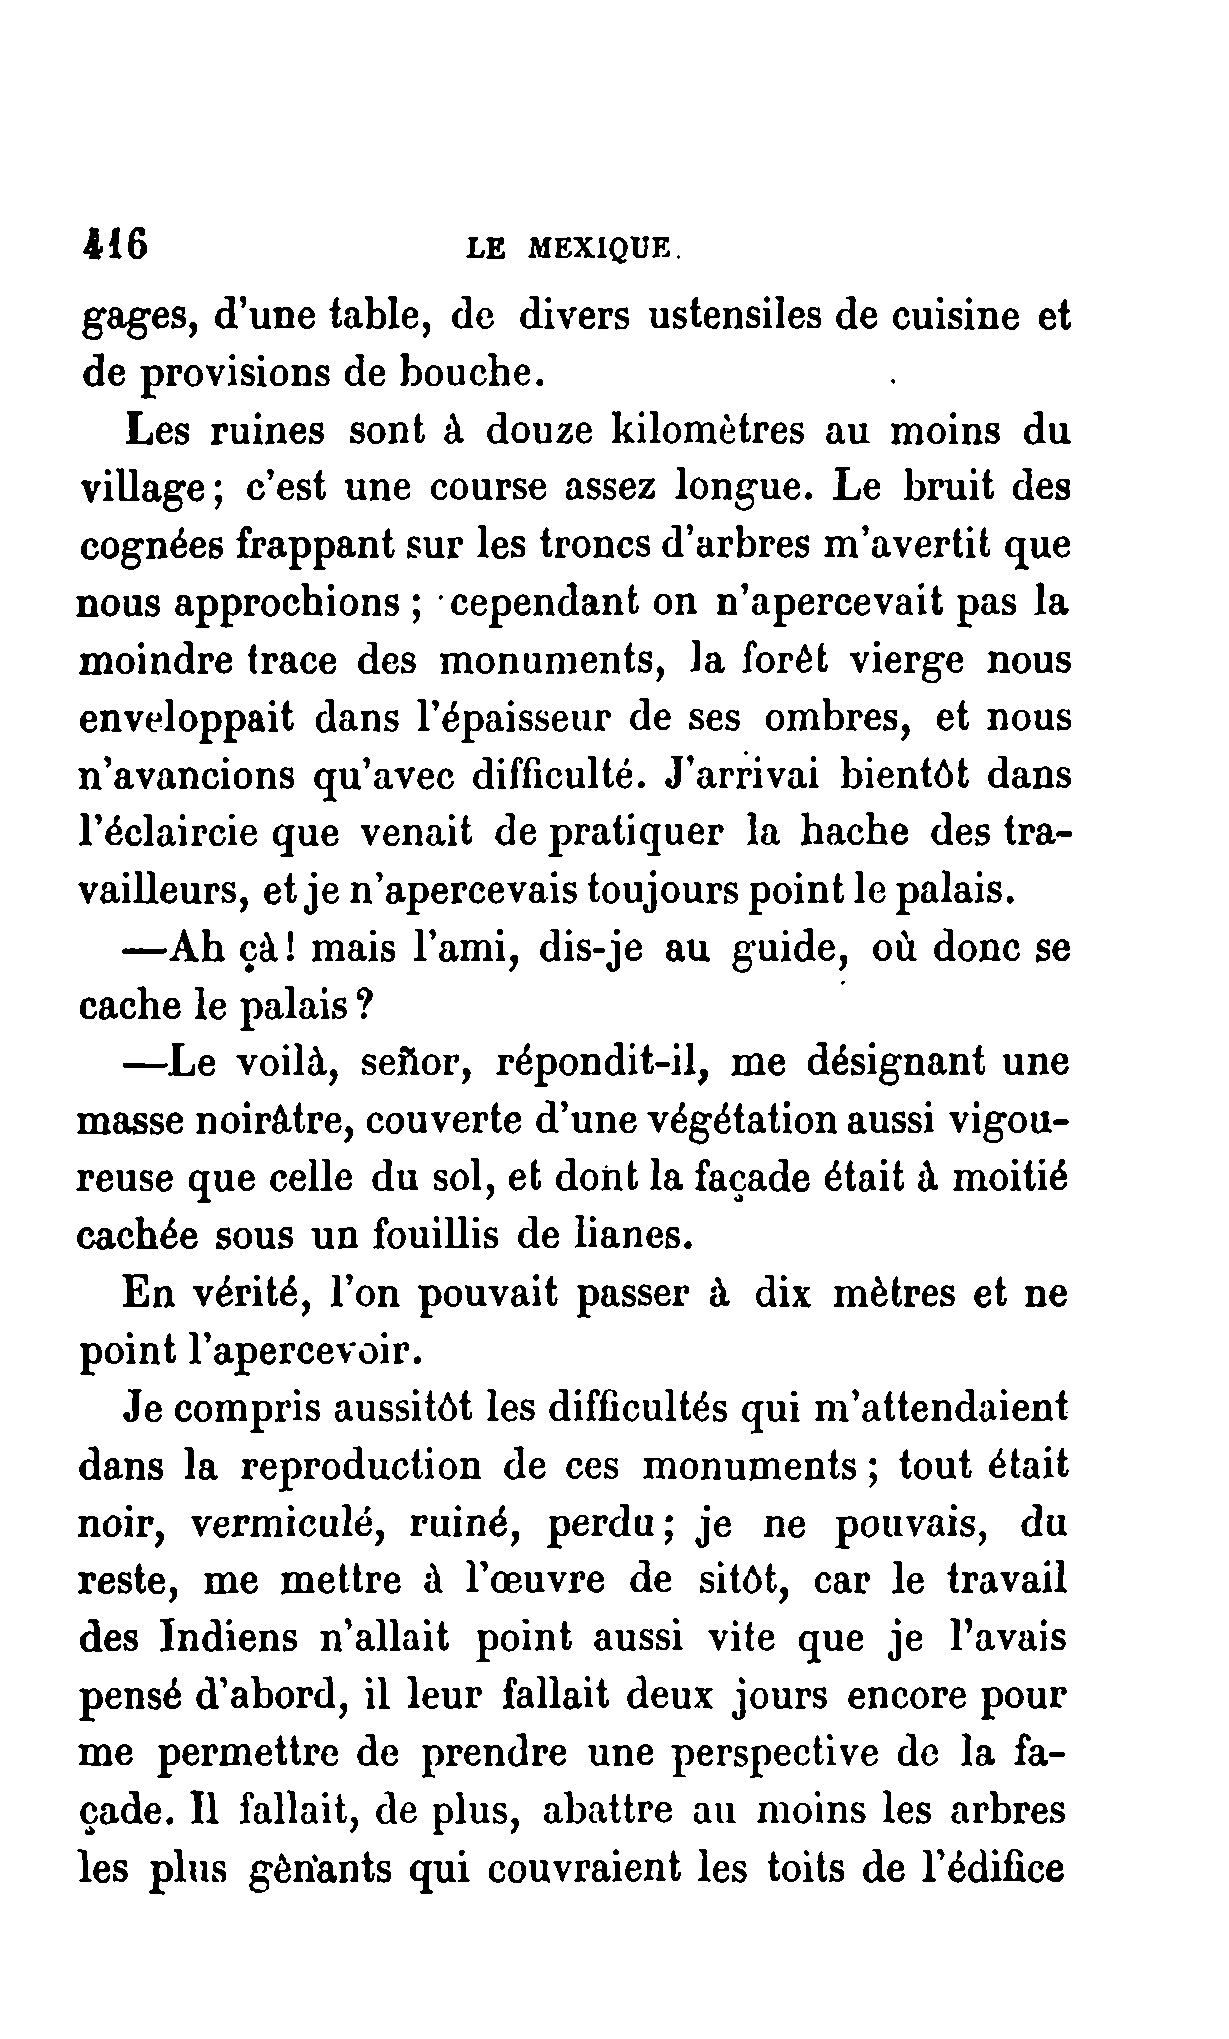 416 LE MEXIQUE.
gages, d'une table, de divers ustensiles de cuisine et
de provisions de bouche.
Les ruines sont à douze kilomètres au moins du
village; c'est une course assez longue. Le bruit des
cognées frappant sur les troncs d'arbres m'avertit que
nous approchions; cependant on n'apercevait pas la
moindre trace des monuments, la forêt vierge nous
enveloppait dans l'épaisseur de ses ombres, et nous
n'avancions qu'avec difficulté. J'arrivai bientôt dans
l'éclaircie que venait de pratiquer la hache des tra-
vailleurs, et je n'apercevais toujours point le palais.
—Ah çà! mais l'ami, dis-je au guide, où donc se
cache le palais?
—Le voilà, señor, répondit-il, me désignant une
masse noirâtre, couverte d'une végétation aussi vigou-
reuse que celle du sol, et dont la façade était à moitié
cachée sous un fouillis de lianes.
En vérité, l'on pouvait passer à dix mètres et ne
point l'apercevoir.
Je compris aussitôt les difficultés qui m'attendaient
dans la reproduction de ces monuments; tout était
noir, vermiculé, ruiné, perdu; je ne pouvais, du
reste, me mettre à l'œuvre de sitôt, car le travail
des Indiens n'allait point aussi vite que je l'avais
pensé d'abord, il leur fallait deux jours encore pour
me permettre de prendre une perspective de la fa-
çade. Il fallait, de plus, abattre au moins les arbres
les plus gênants qui couvraient les toits de l'édifice